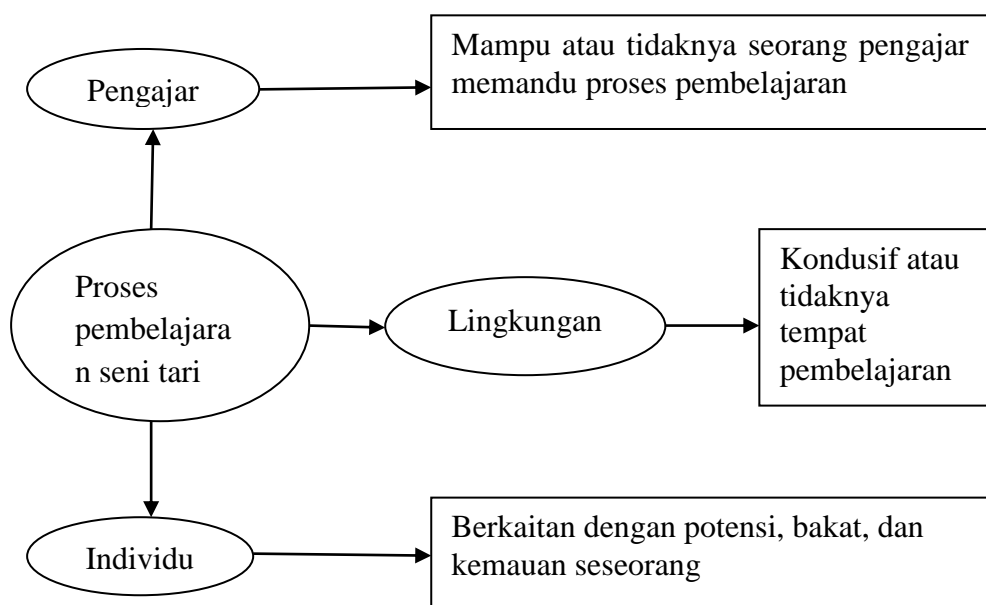 Pengajar
Mampu atau tidaknya seorang pengajar
memandu proses pembelajaran
Proses
pembelajara
n seni tari
Lingkungan
Kondusif atau
tidaknya
tempat
pembelajaran
Individu
Berkaitan dengan potensi, bakat, dan
kemauan seseorang